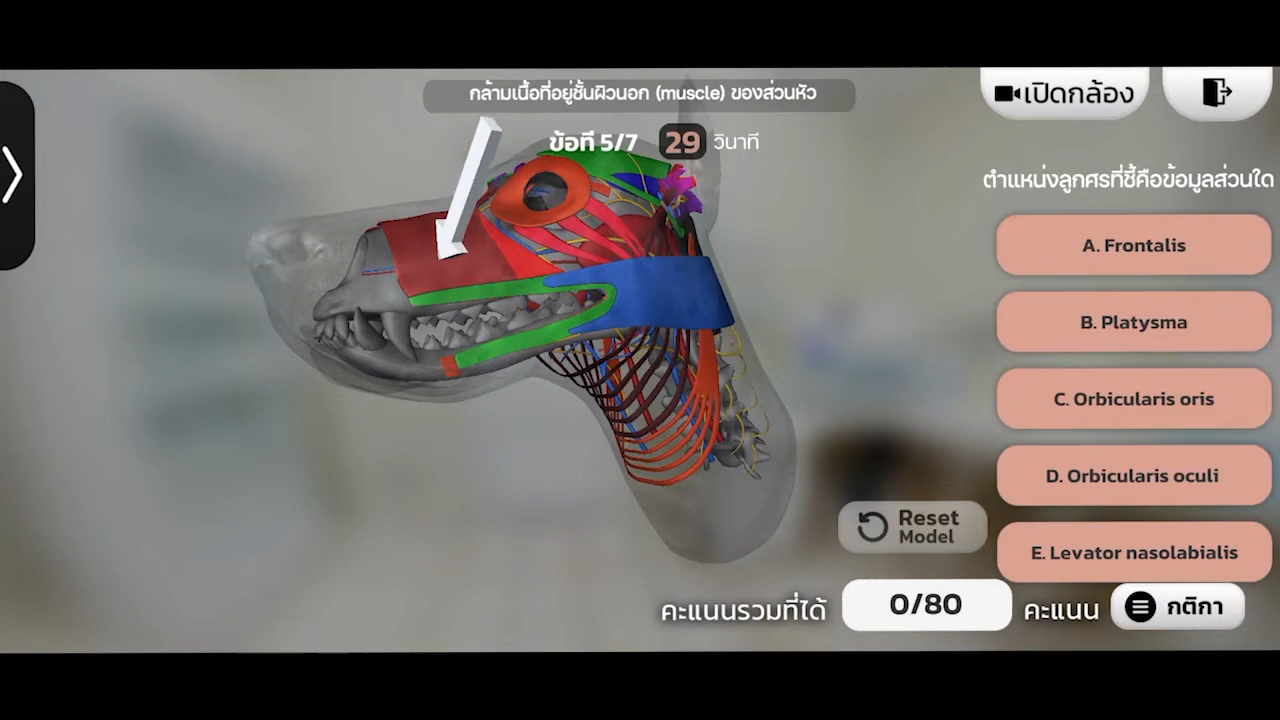 กล้ามเนื้อที่อยู่ชั้นผิวนอก (muscle) ของส่วนหัว
ข้อที่ 5/7 29 วินาที
เปิดกล้อง
ตำแหน่งลูกศรที่ชี้คือข้อมูลส่วนใด
A. Frontalis
B. Platysma
C. Orbicularis oris
D. Orbicularis oculi
E. Levator nasolabialis
Reset
Model
คะแนนรวมที่ได้ 0/80 คะแนน
กติกา